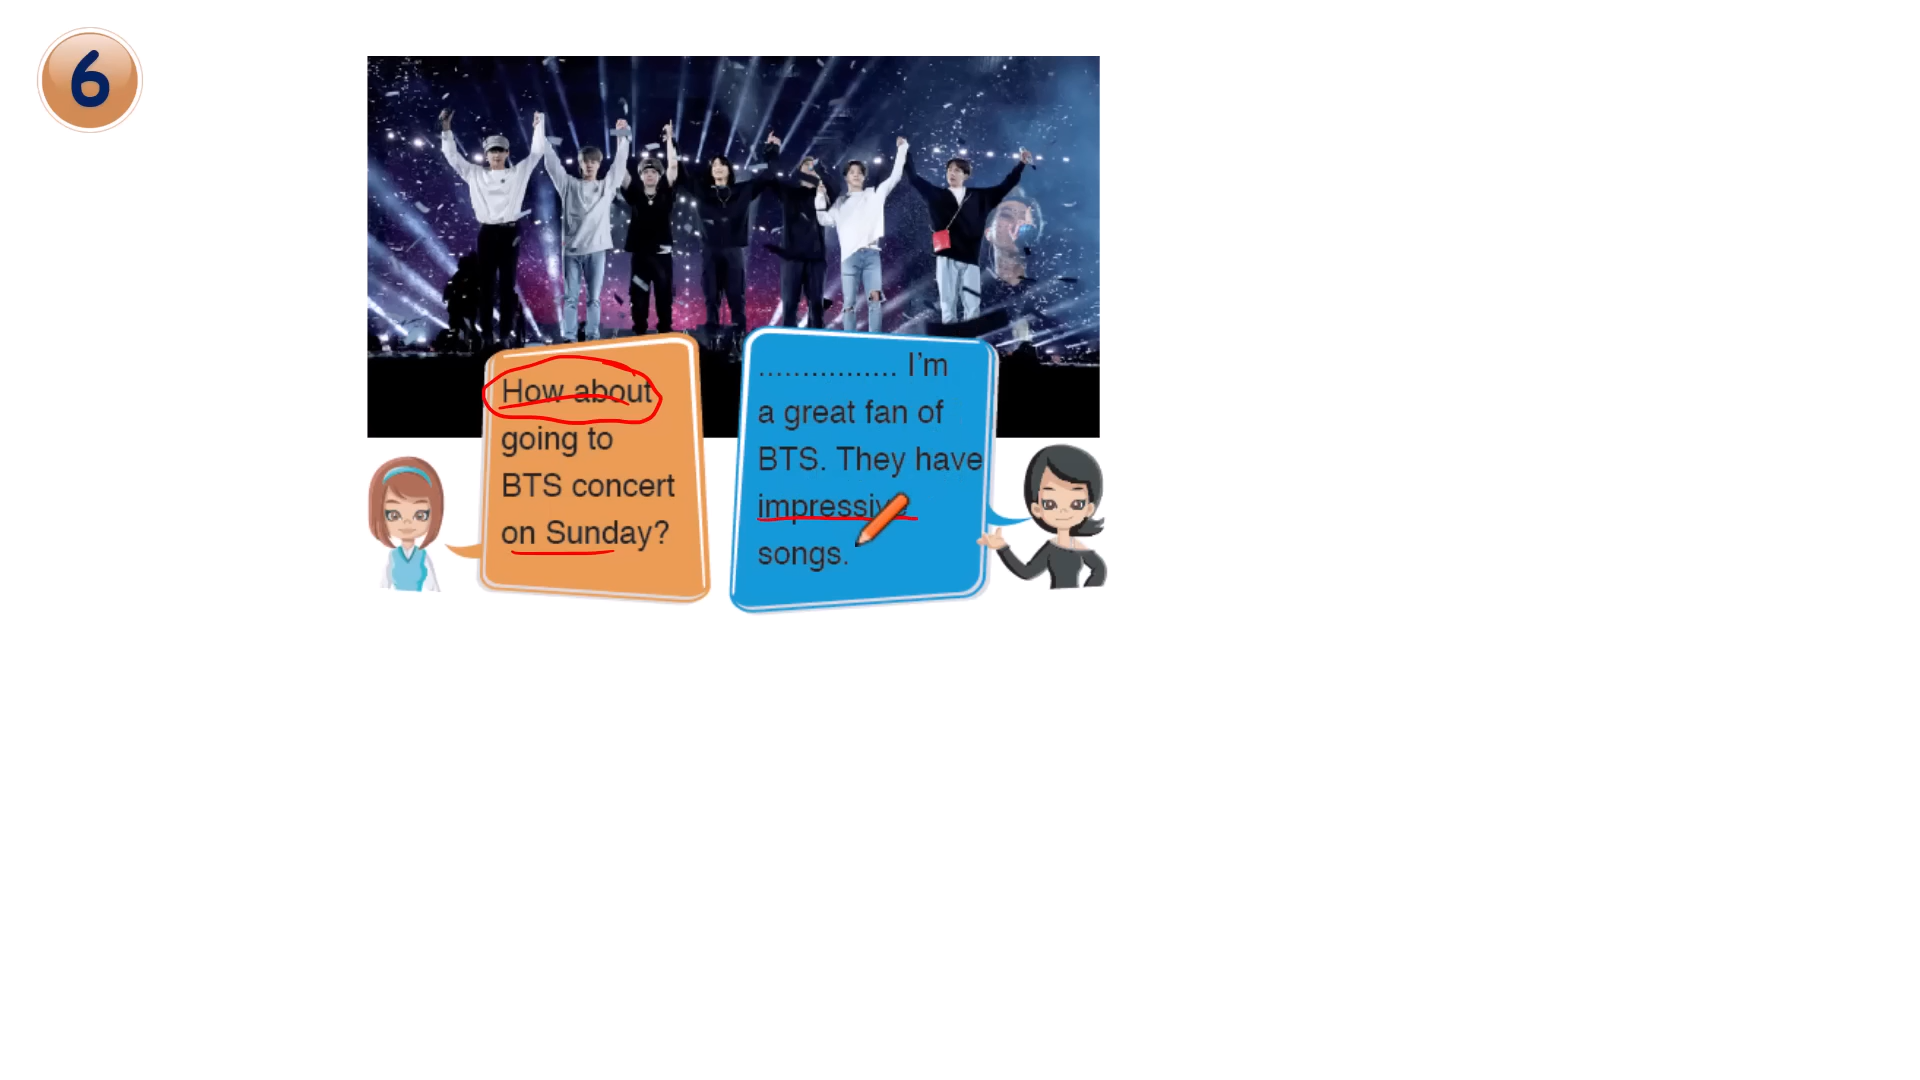 6
How about
going to
BTS concert
on Sunday?
................ I'm
a great fan of
BTS. They have
impressive
songs.